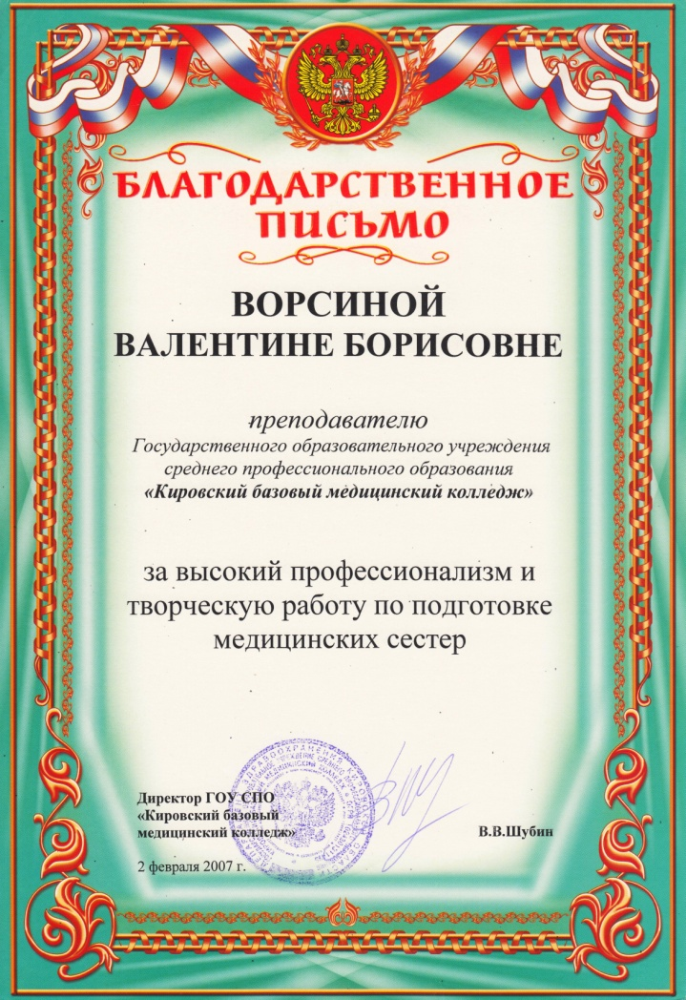 БЛАГОДАРСТВЕННОЕ
ПИСЬМО
ВОРСИНОЙ
ВАЛЕНТИНЕ БОРИСОВНЕ
преподавателю
Государственного образовательного учреждения
среднего профессионального образования
«Кировский базовый медицинский колледж»
за высокий профессионализм и
творческую работу по подготовке
медицинских сестер
Директор ГОУ СПО
«Кировский базовый
медицинский колледж»
В.В.Шубин
2 февраля 2007 г.